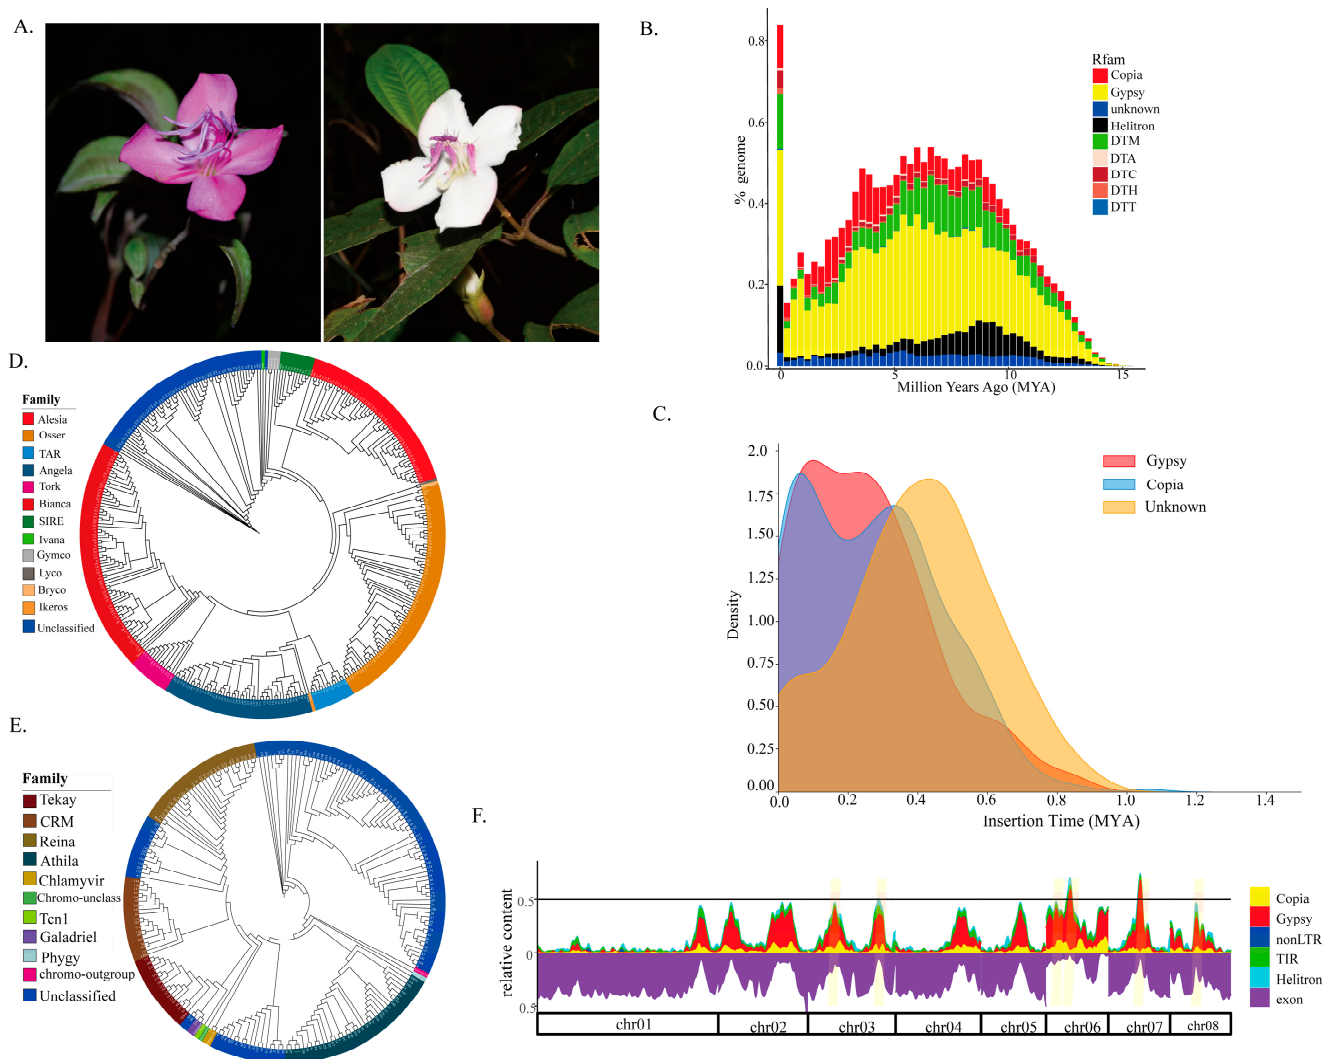 A.
B.
0.8
0.6
0.4
0.2
0.0
% genome
0
5
10
15
Million Years Ago (MYA)
Rfam
Copia
Gypsy
unknown
Helitron
DTM
DTA
DTC
DTH
DTT
D.
Family
Alesia
Osser
TAR
Angela
Tork
Bianca
SIRE
Ivana
Gymco
Lyco
Bryco
Ikeros
Unclassified
C.
2.0
1.75
1.50
1.25
1.00
0.75
0.50
0.25
0.00
Density
0.0
0.2
0.4
0.6
0.8
1.0
1.2
1.4
Insertion Time (MYA)
Gypsy
Copia
Unknown
E.
Family
Tekay
CRM
Reina
Athila
Chlamyvir
Chromo-unclass
Tcn1
Galadriel
Phygy
chromo-outgroup
Unclassified
F.
relative content
0.5
0
0.5
chr01
chr02
chr03
chr04
chr05
chr06
chr07
chr08
Copia
Gypsy
nonLTR
TIR
Helitron
exon